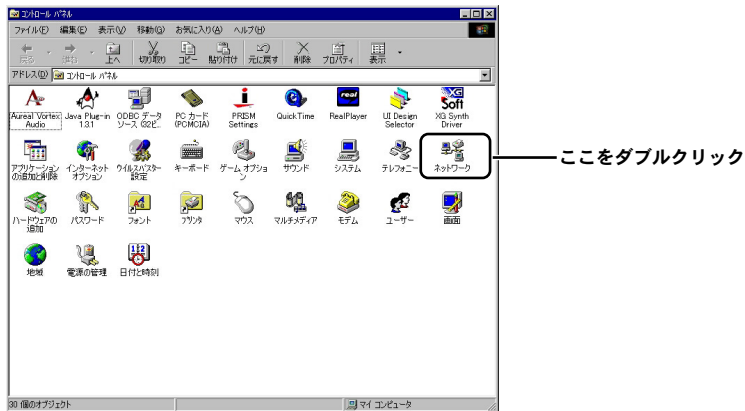 コントロール パネル
ファイル(F) 編集(E) 表示(V) 移動(G) お気に入り(A) ヘルプ(H)
戻る 進む 上へ 切り取り コピー 貼り付け 元に戻す 削除 プロパティ 表示
アドレス(D) コントロール パネル
Aureal Vortex Audio
Java Plug-in 1.3.1
ODBC データ ソース (32ビ...
PC カード (PCMCIA)
PRISM Settings
QuickTime
real
RealPlayer
UI Design Selector
XG Soft
XG Synth Driver
アプリケーションの追加と削除
インターネット オプション
ウイルスバスター設定
キーボード
ゲーム オプション
サウンド
システム
テレフォニー
ネットワーク
ここをダブルクリック
ハードウェアの追加
パスワード
フォント
プリンタ
マウス
マルチメディア
モデム
ユーザー
画面
地域
電源の管理
12
日付と時刻
30 個のオブジェクト
マイ コンピュータ